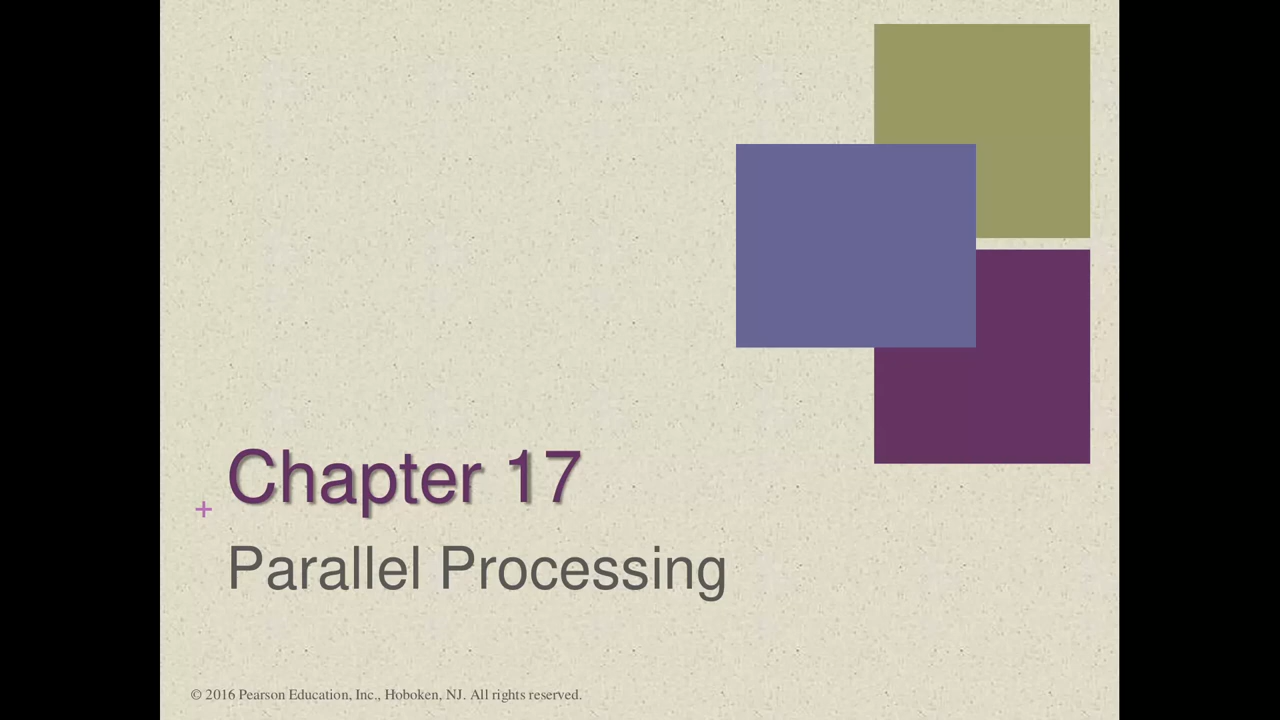 Chapter 17
+
Parallel Processing
© 2016 Pearson Education, Inc., Hoboken, NJ. All rights reserved.